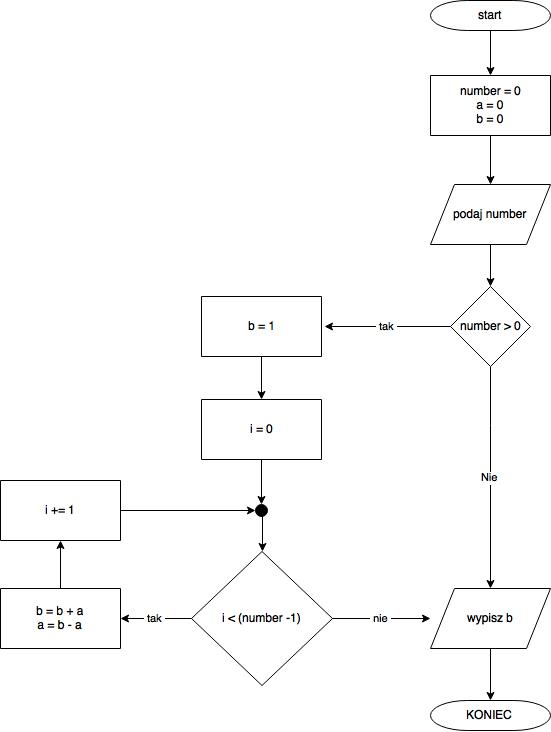 start
number = 0
a = 0
b = 0
podaj number
number > 0
tak
b = 1
i = 0
Nie
i += 1
i < (number -1)
tak
b = b + a
a = b - a
nie
wypisz b
KONIEC